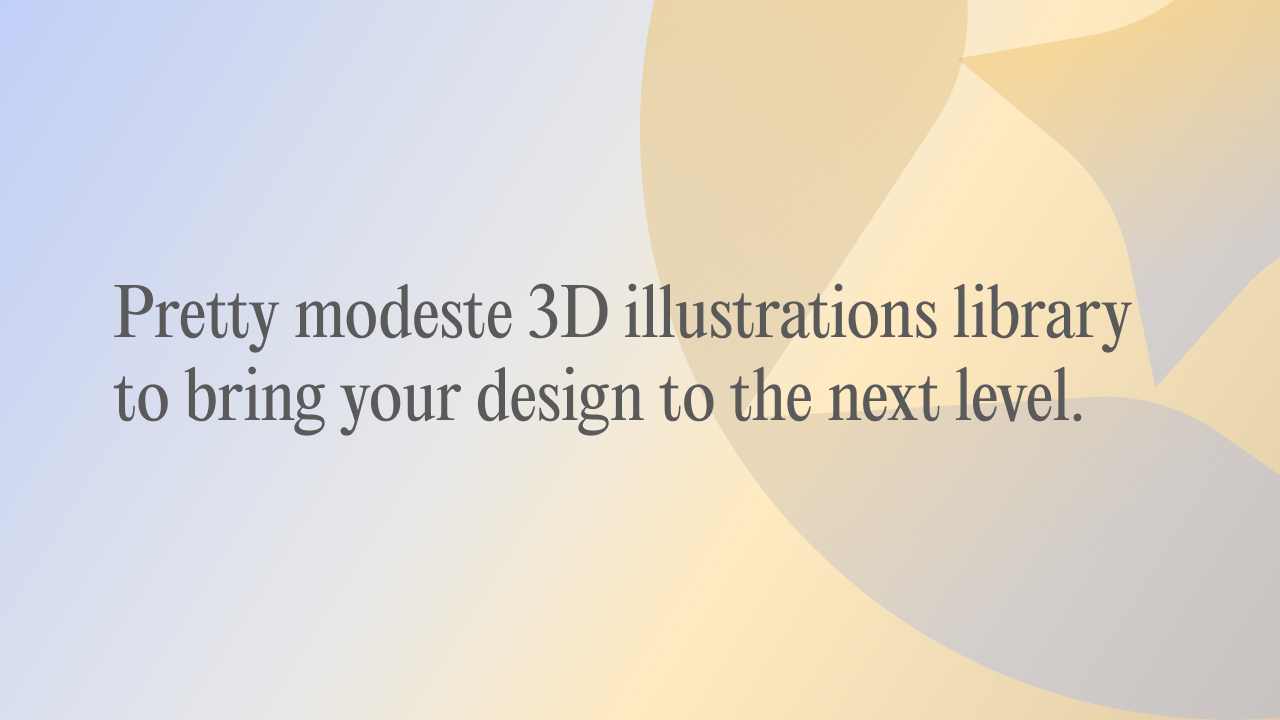 Pretty modeste 3D illustrations library
to bring your design to the next level.